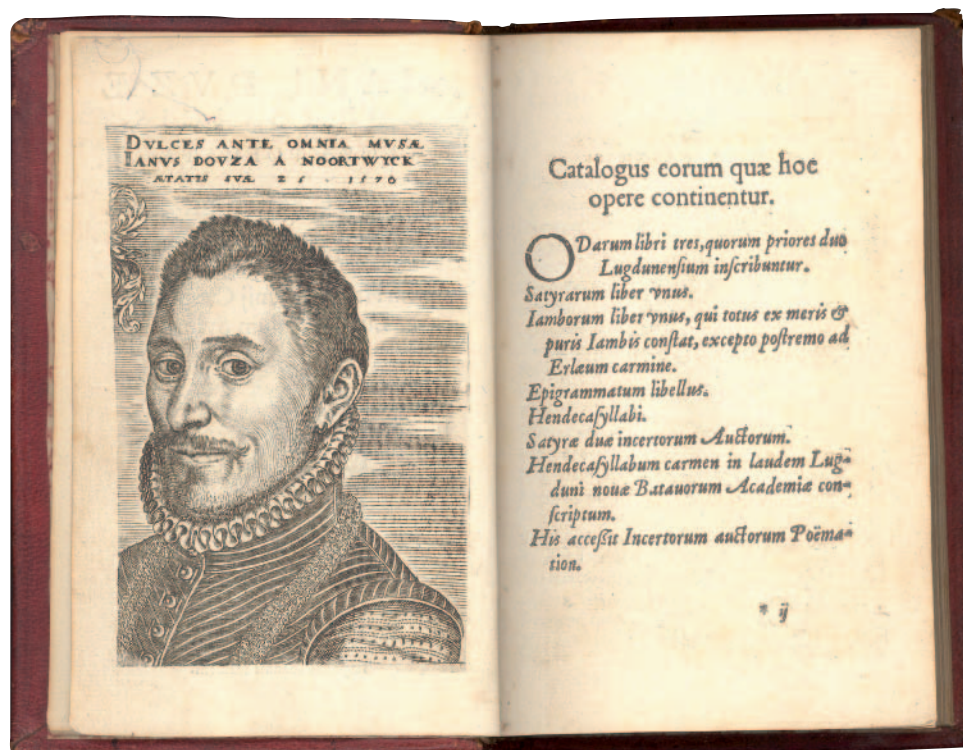 DVLCES ANTE OMNIA MVSÆ
IANVS DOVZA A NOORTWYCK
ÆTATIS SVÆ 25 · 1570
Catalogus eorum quæ hoc
opere continentur.
ODarum libri tres, quorum priores duo
Lugdunenſium inſcribuntur.
Satyrarum liber vnus.
Iamborum liber vnus, qui totus ex meris &
puris Iambis conſtat, excepto poſtremo ad
Erlæum carmine.
Epigrammatum libellus.
Hendecaſyllabi.
Satyræ duæ incertorum Auctorum.
Hendecaſyllabum carmen in laudem Lug-
duni nouæ Batauorum Academiæ con-
ſcriptum.
His acceßit Incertorum auctorum Poëma-
tion.
* ij